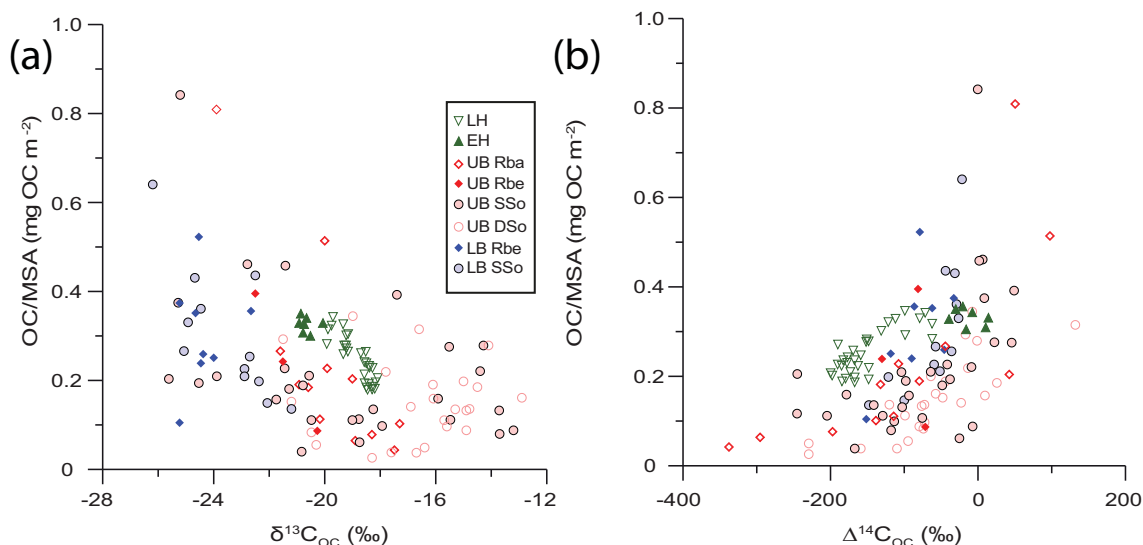 (a)
1.0
0.8
0.6
0.4
0.2
0
OC/MSA (mg OC m⁻²)
-28
-24
-20
-16
-12
δ¹³C_OC (‰)
LH
EH
UB Rba
UB Rbe
UB SSo
UB DSo
LB Rbe
LB SSo
(b)
1.0
0.8
0.6
0.4
0.2
0
OC/MSA (mg OC m⁻²)
-400
-200
0
200
Δ¹⁴C_OC (‰)